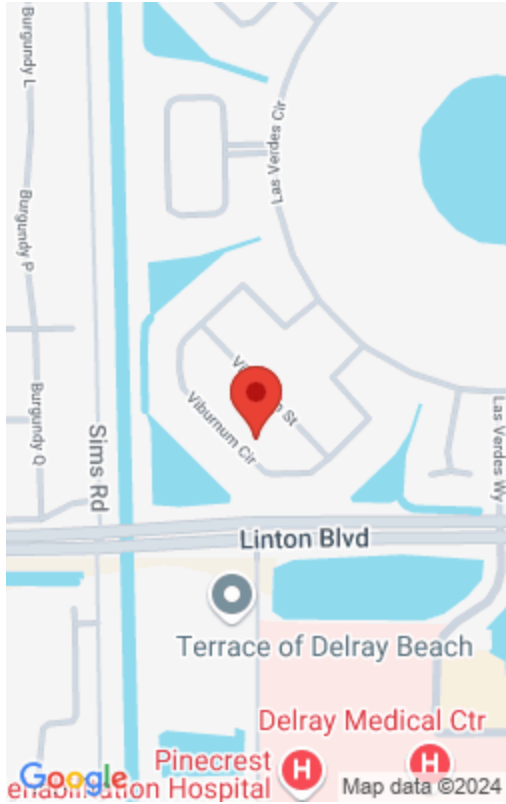 Burgundy L
Las Verdes Cir
Burgundy P
St
Viburnum Cir
Burgundy Q
Sims Rd
Las Verdes Wy
Linton Blvd
Terrace of Delray Beach
Delray Medical Ctr
H
Pinecrest
H
Hospital
Google
Map data ©2024